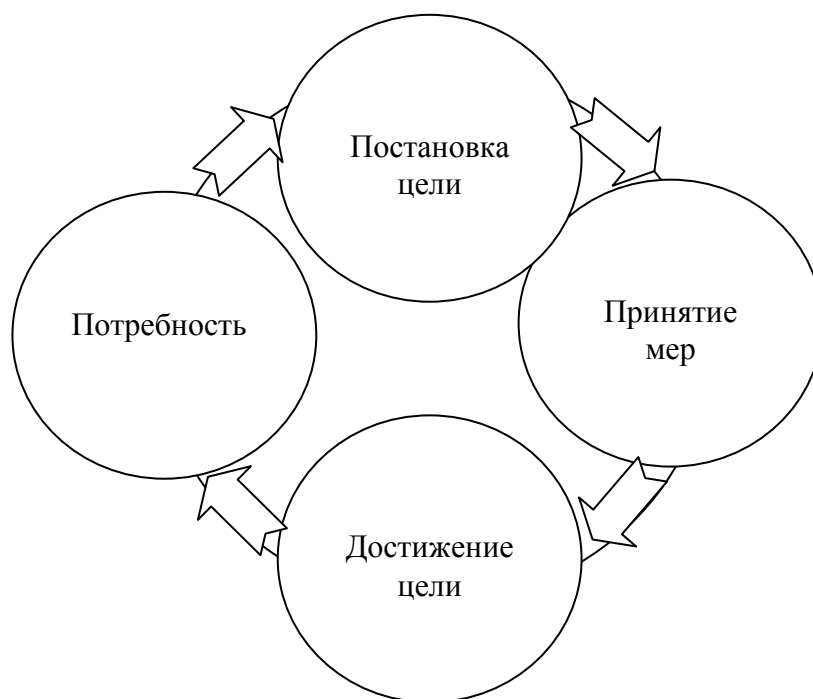 Постановка
цели
Потребность
Принятие
мер
Достижение
цели